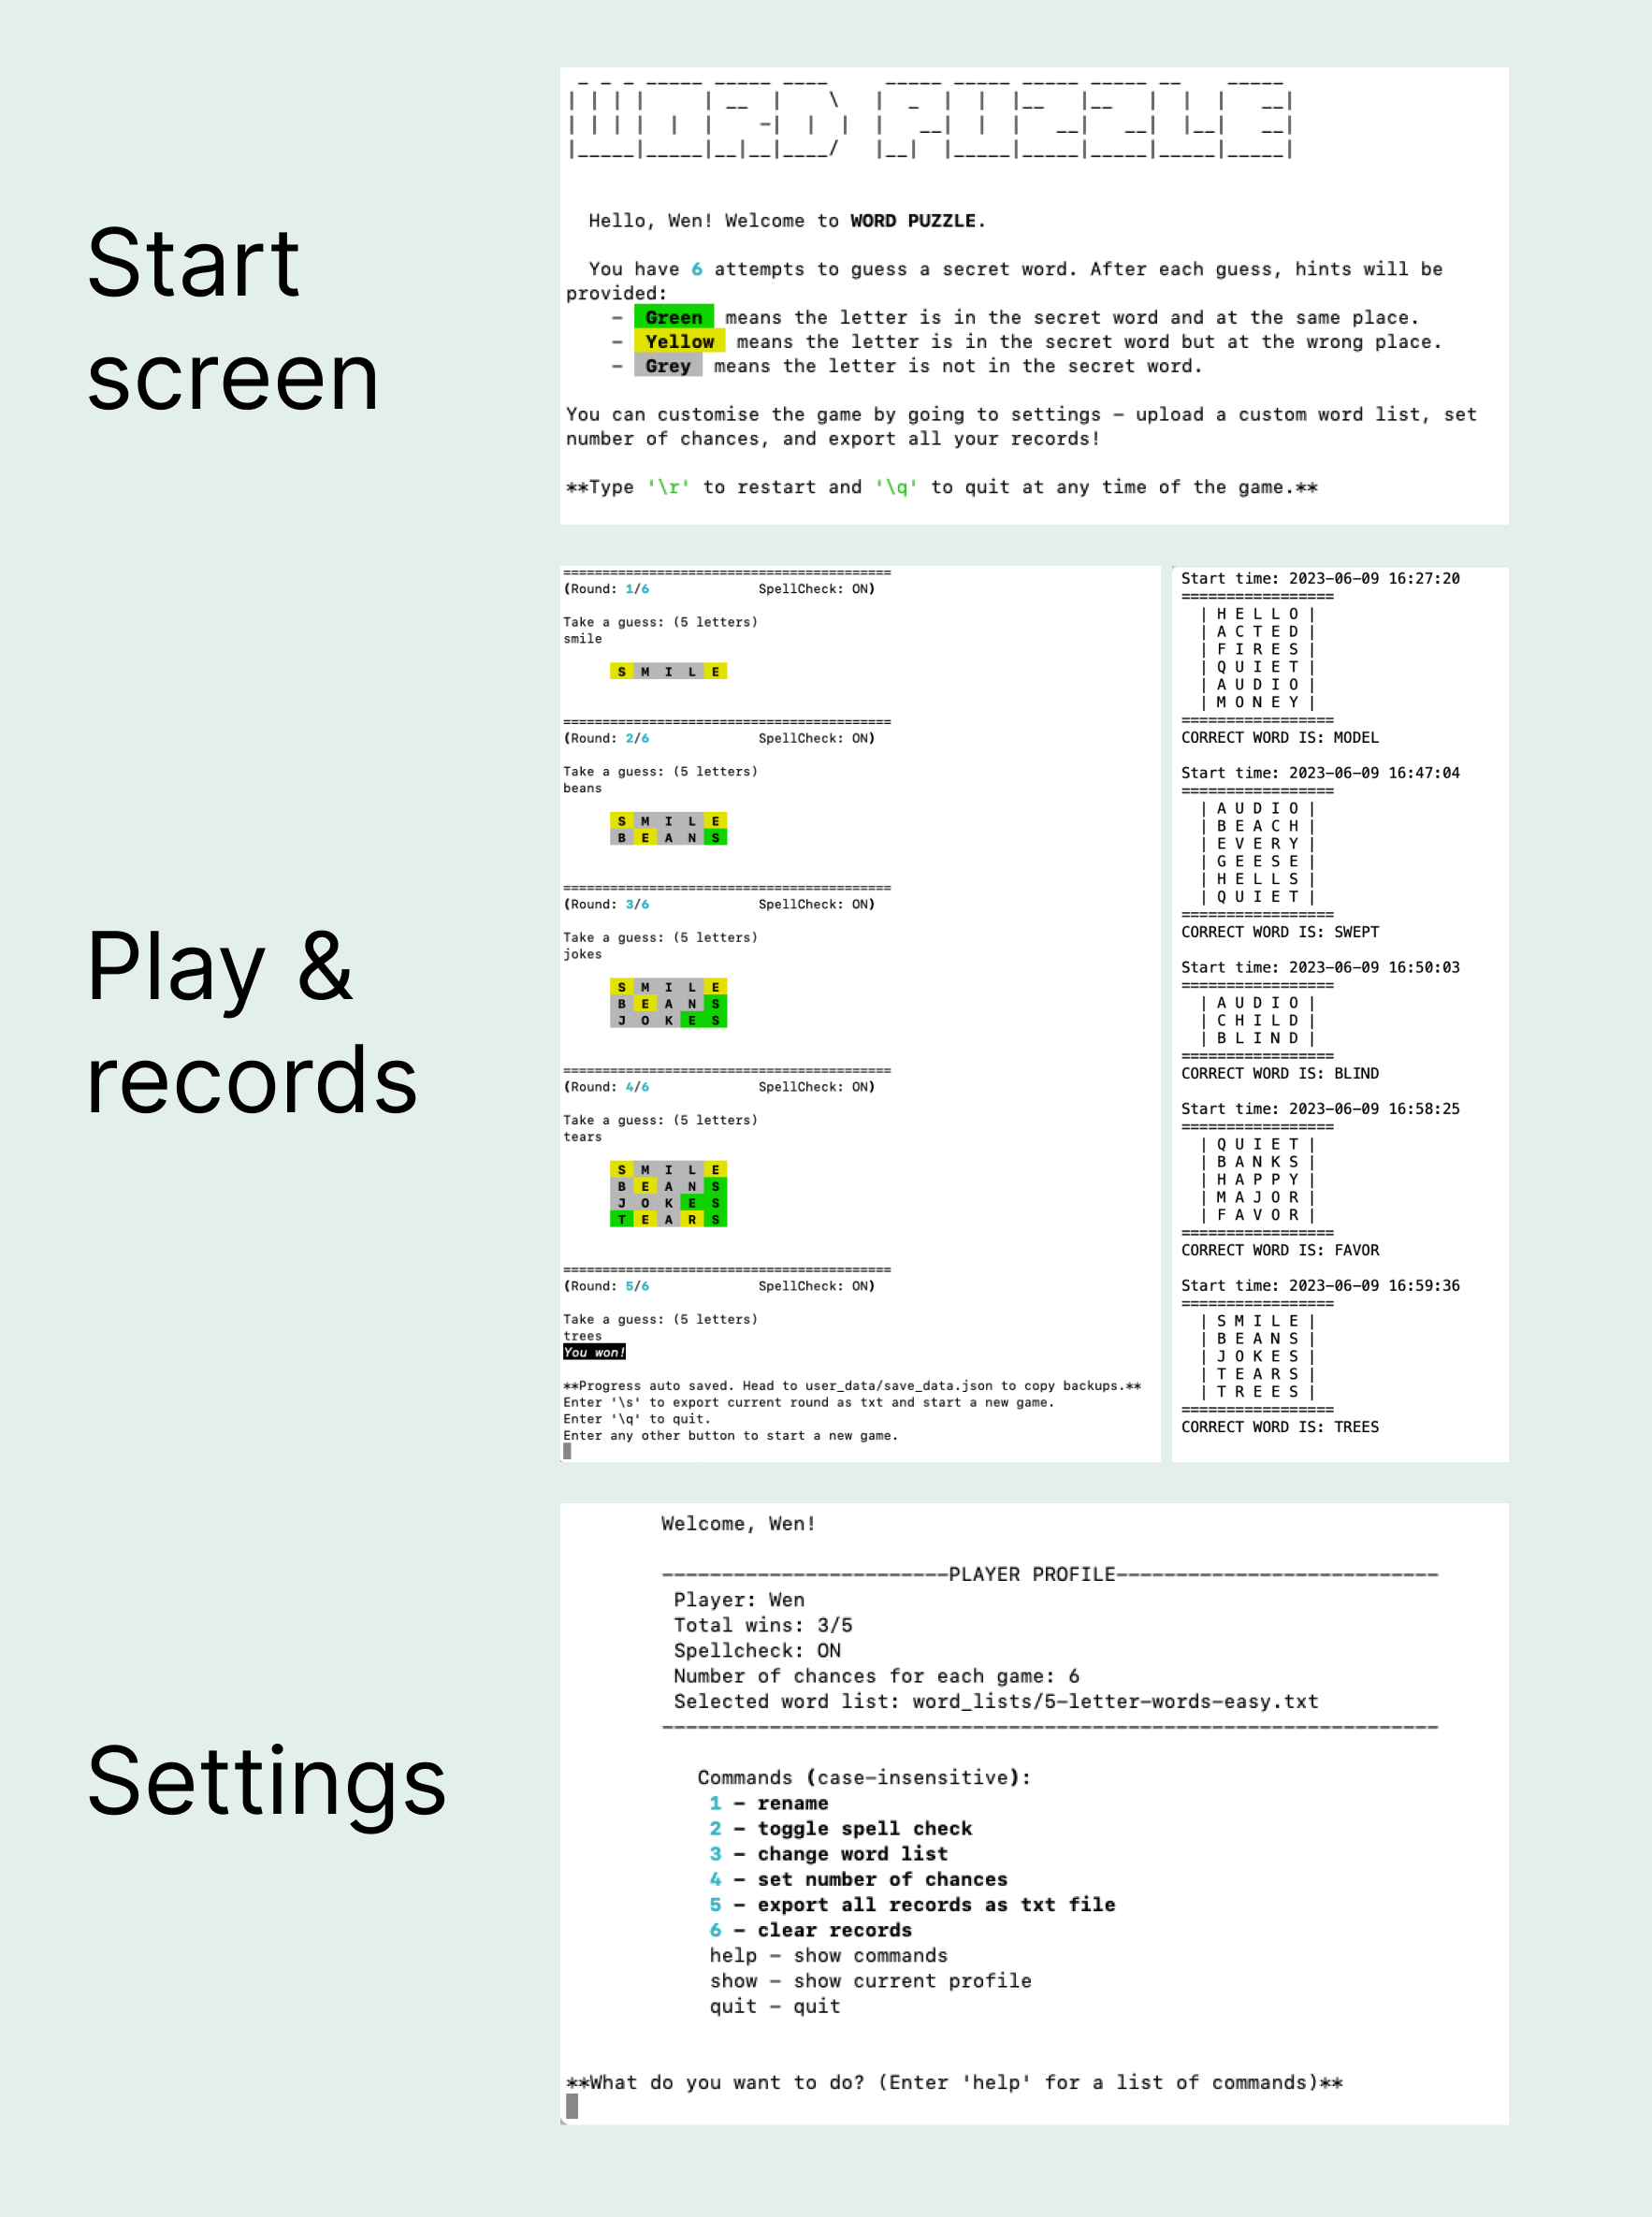 Start
screen
WORD PUZZLE
Hello, Wen! Welcome to WORD PUZZLE.
You have 6 attempts to guess a secret word. After each guess, hints will be
provided:
– Green means the letter is in the secret word and at the same place.
– Yellow means the letter is in the secret word but at the wrong place.
– Grey means the letter is not in the secret word.
You can customise the game by going to settings – upload a custom word list, set
number of chances, and export all your records!
**Type '\r' to restart and '\q' to quit at any time of the game.**
Play &
records
==========================================
(Round: 1/6 SpellCheck: ON)
Take a guess: (5 letters)
smile
S M I L E
==========================================
(Round: 2/6 SpellCheck: ON)
Take a guess: (5 letters)
beans
S M I L E
B E A N S
==========================================
(Round: 3/6 SpellCheck: ON)
Take a guess: (5 letters)
jokes
S M I L E
B E A N S
J O K E S
==========================================
(Round: 4/6 SpellCheck: ON)
Take a guess: (5 letters)
tears
S M I L E
B E A N S
J O K E S
T E A R S
==========================================
(Round: 5/6 SpellCheck: ON)
Take a guess: (5 letters)
trees
You won!
**Progress auto saved. Head to user_data/save_data.json to copy backups.**
Enter '\s' to export current round as txt and start a new game.
Enter '\q' to quit.
Enter any other button to start a new game.
Start time: 2023-06-09 16:27:20
=================
| H E L L O |
| A C T E D |
| F I R E S |
| Q U I E T |
| A U D I O |
| M O N E Y |
=================
CORRECT WORD IS: MODEL
Start time: 2023-06-09 16:47:04
=================
| A U D I O |
| B E A C H |
| E V E R Y |
| G E E S E |
| H E L L S |
| Q U I E T |
=================
CORRECT WORD IS: SWEPT
Start time: 2023-06-09 16:50:03
=================
| A U D I O |
| C H I L D |
| B L I N D |
=================
CORRECT WORD IS: BLIND
Start time: 2023-06-09 16:58:25
=================
| Q U I E T |
| B A N K S |
| H A P P Y |
| M A J O R |
| F A V O R |
=================
CORRECT WORD IS: FAVOR
Start time: 2023-06-09 16:59:36
=================
| S M I L E |
| B E A N S |
| J O K E S |
| T E A R S |
| T R E E S |
=================
CORRECT WORD IS: TREES
Settings
Welcome, Wen!
------------------------PLAYER PROFILE---------------------------
Player: Wen
Total wins: 3/5
Spellcheck: ON
Number of chances for each game: 6
Selected word list: word_lists/5-letter-words-easy.txt
-----------------------------------------------------------------
Commands (case-insensitive):
1 – rename
2 – toggle spell check
3 – change word list
4 – set number of chances
5 – export all records as txt file
6 – clear records
help – show commands
show – show current profile
quit – quit
**What do you want to do? (Enter 'help' for a list of commands)**